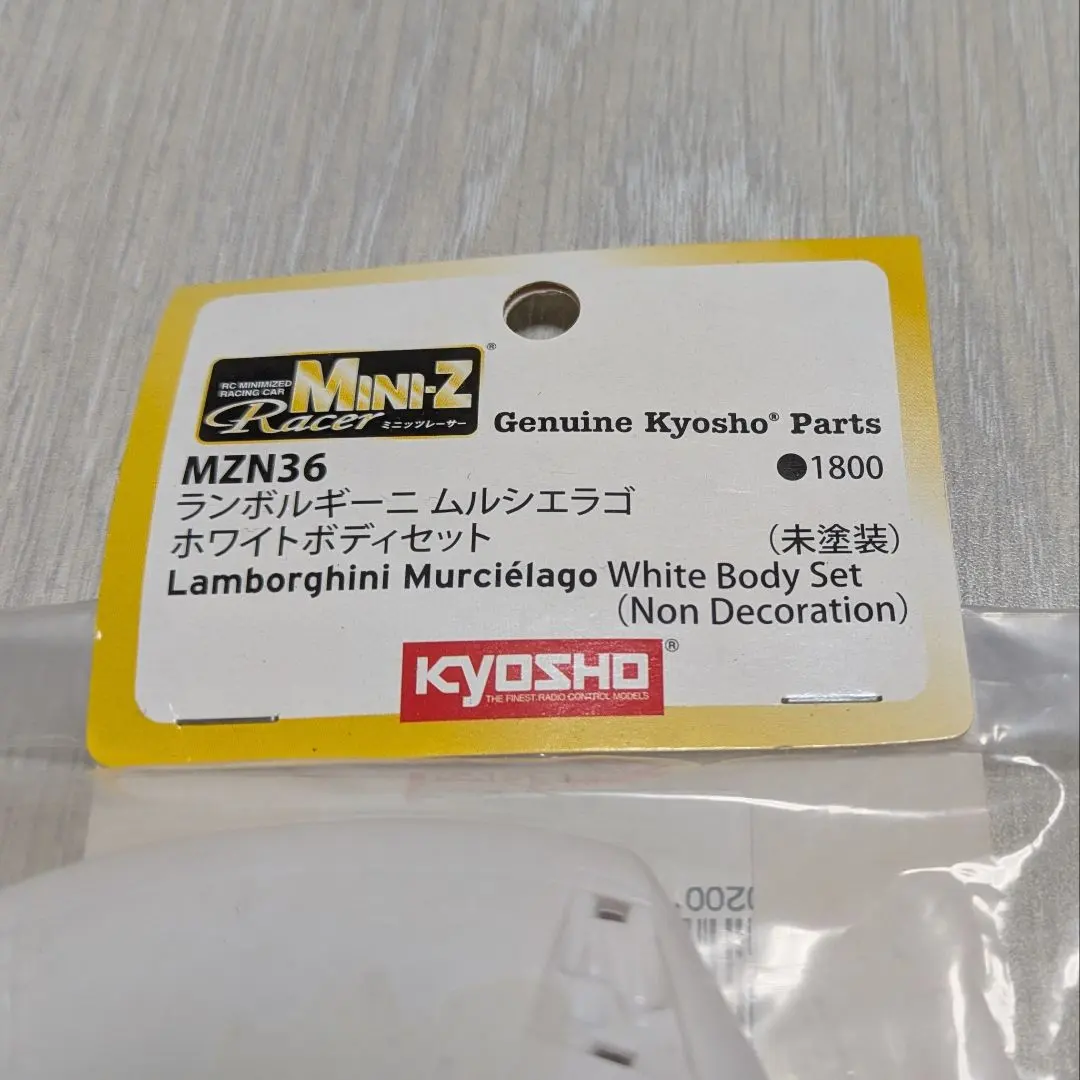 RC MINIMIZED
RACING CAR
MINI-Z®
Racer ミニッツレーサー
Genuine Kyosho® Parts
MZN36 ●1800
ランボルギーニ ムルシエラゴ
ホワイトボディセット （未塗装）
Lamborghini Murciélago White Body Set
（Non Decoration）
KYOSHO®
THE FINEST RADIO CONTROL MODELS